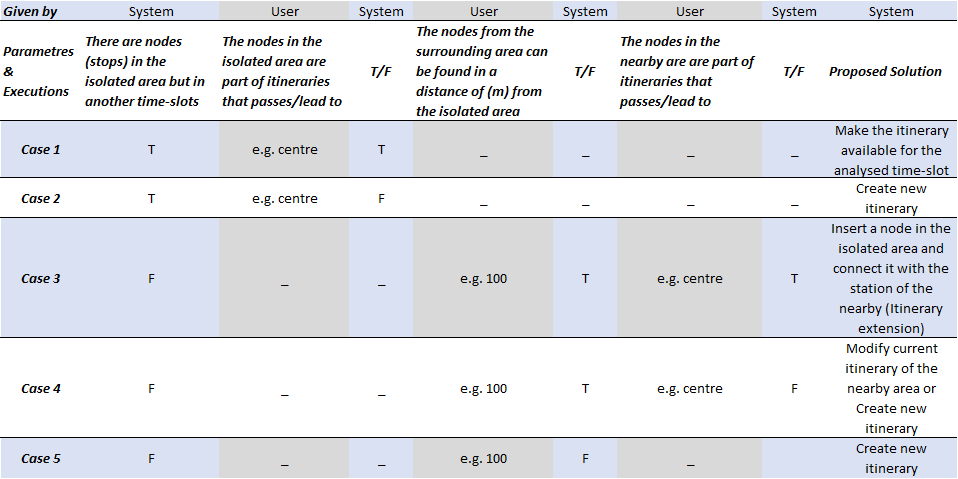 Given by System User System User System User System System
Parametres & Executions
There are nodes (stops) in the isolated area but in another time-slots
The nodes in the isolated area are part of itineraries that passes/lead to
T/F
The nodes from the surrounding area can be found in a distance of (m) from the isolated area
T/F
The nodes in the nearby are are part of itineraries that passes/lead to
T/F
Proposed Solution
Case 1 T e.g. centre T _ _ _ _ Make the itinerary
available for the
analysed time-slot
Case 2 T e.g. centre F _ _ _ _ Create new
itinerary
Case 3 F _ _ e.g. 100 T e.g. centre T Insert a node in the
isolated area and
connect it with the
station of the
nearby (Itinerary
extension)
Case 4 F _ _ e.g. 100 T e.g. centre F Modify current
itinerary of the
nearby area or
Create new
itinerary
Case 5 F _ _ e.g. 100 F _ Create new
itinerary